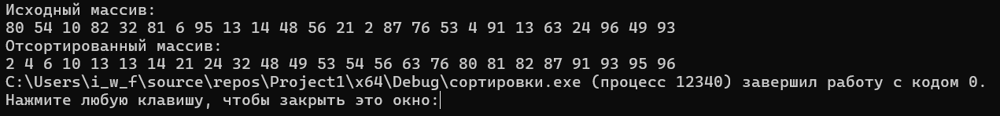 Исходный массив:
80 54 10 82 32 81 6 95 13 14 48 56 21 2 87 76 53 4 91 13 63 24 96 49 93
Отсортированный массив:
2 4 6 10 13 13 14 21 24 32 48 49 53 54 56 63 76 80 81 82 87 91 93 95 96
C:\Users\i_w_f\source\repos\Project1\x64\Debug\сортировки.exe (процесс 12340) завершил работу с кодом 0.
Нажмите любую клавишу, чтобы закрыть это окно: